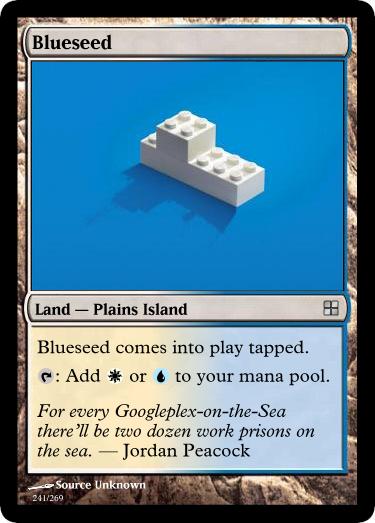 Blueseed
Land — Plains Island
Blueseed comes into play tapped.
: Add or to your mana pool.
For every Googleplex-on-the-Sea
there'll be two dozen work prisons on
the sea. — Jordan Peacock
Source Unknown
241/269